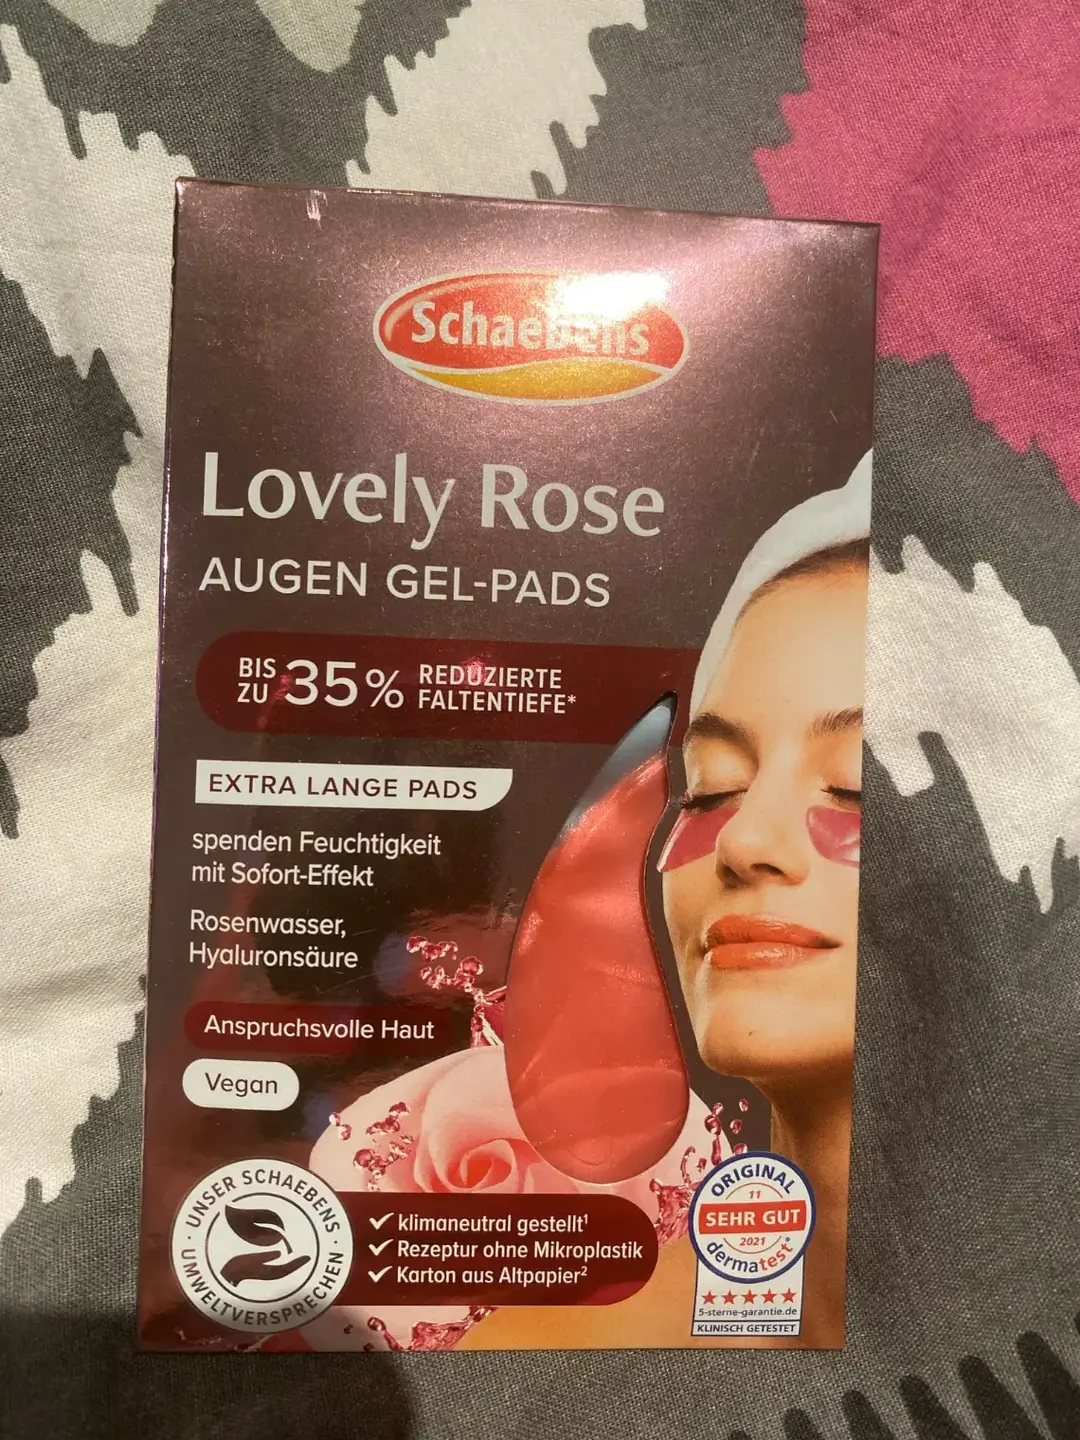 Schaebens
Lovely Rose
AUGEN GEL-PADS
BIS ZU 35% REDUZIERTE
FALTENTIEFE*
EXTRA LANGE PADS
spenden Feuchtigkeit
mit Sofort-Effekt
Rosenwasser,
Hyaluronsäure
Anspruchsvolle Haut
Vegan
· UNSER SCHAEBENS · UMWELTVERSPRECHEN
klimaneutral gestellt¹
Rezeptur ohne Mikroplastik
Karton aus Altpapier²
ORIGINAL
11
SEHR GUT
2021
dermatest®
5-sterne-garantie.de
KLINISCH GETESTET